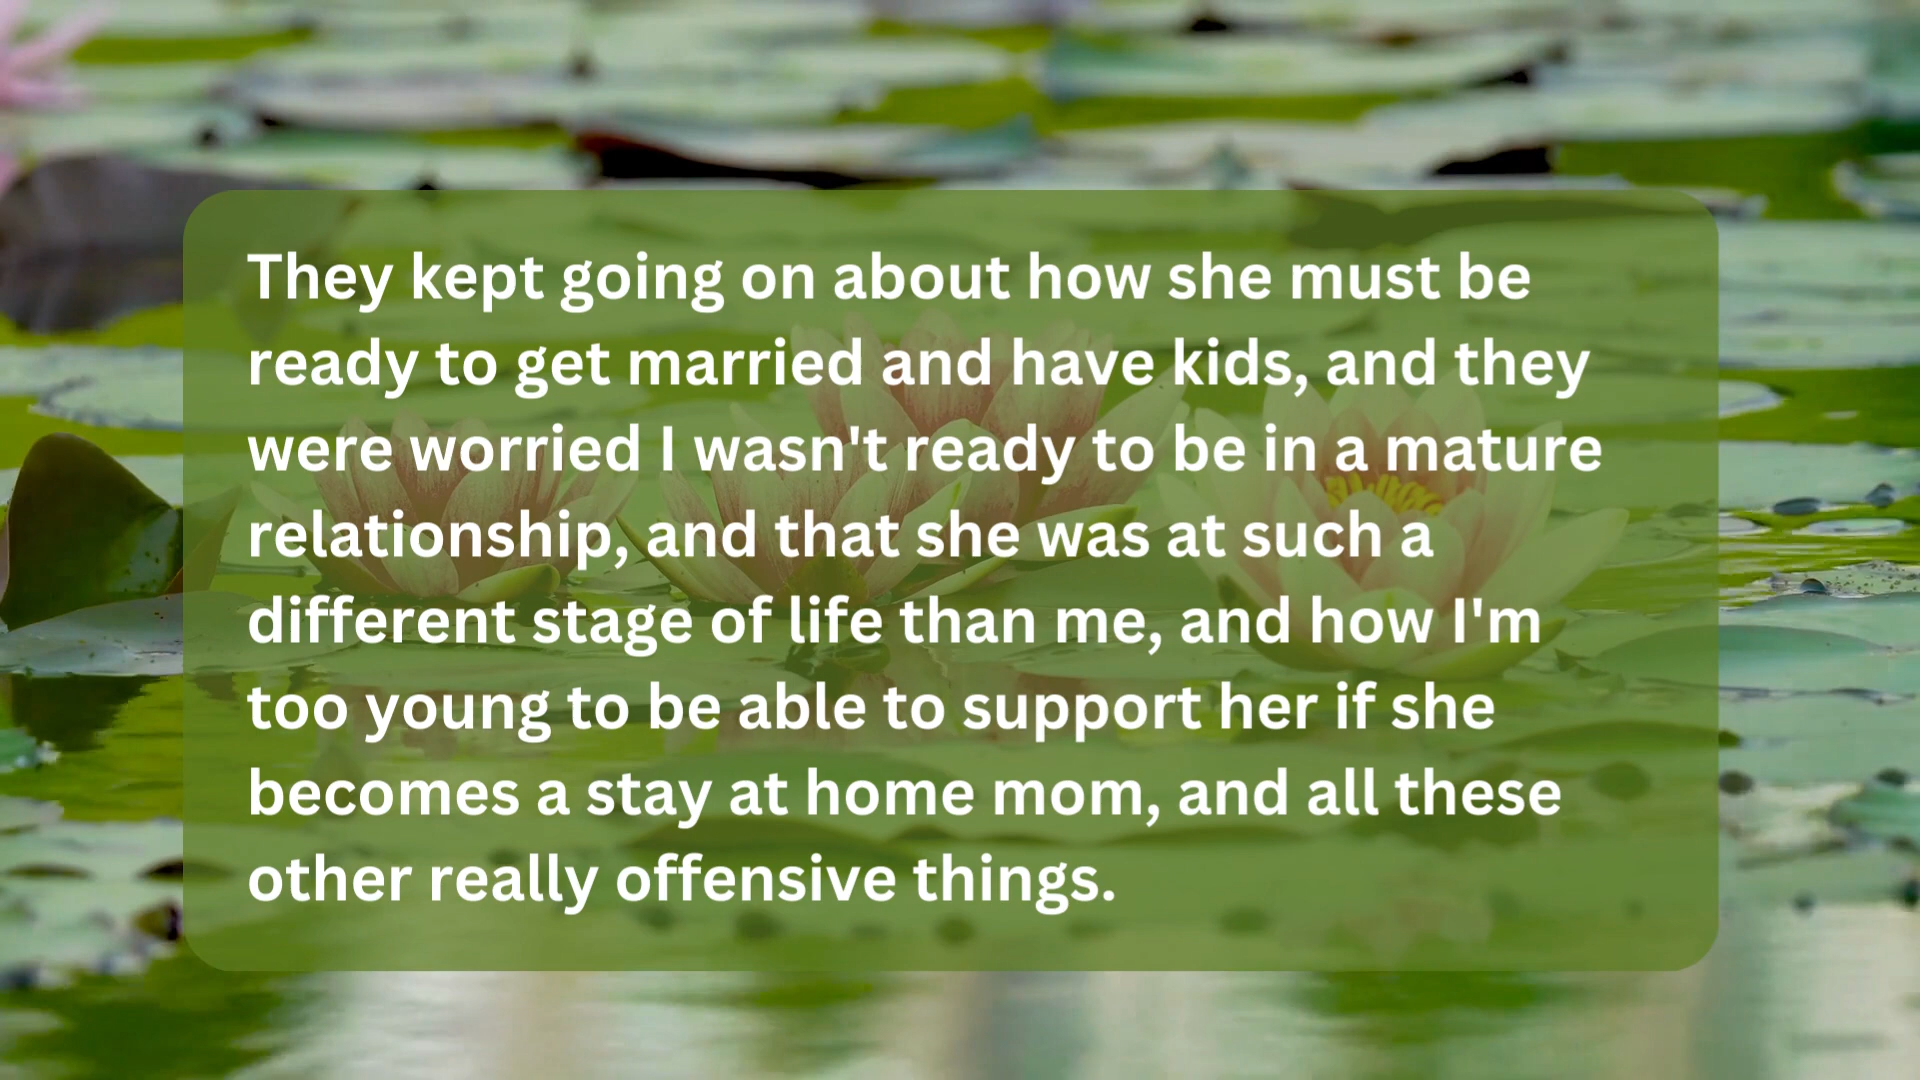 They kept going on about how she must be
ready to get married and have kids, and they
were worried I wasn't ready to be in a mature
relationship, and that she was at such a
different stage of life than me, and how I'm
too young to be able to support her if she
becomes a stay at home mom, and all these
other really offensive things.